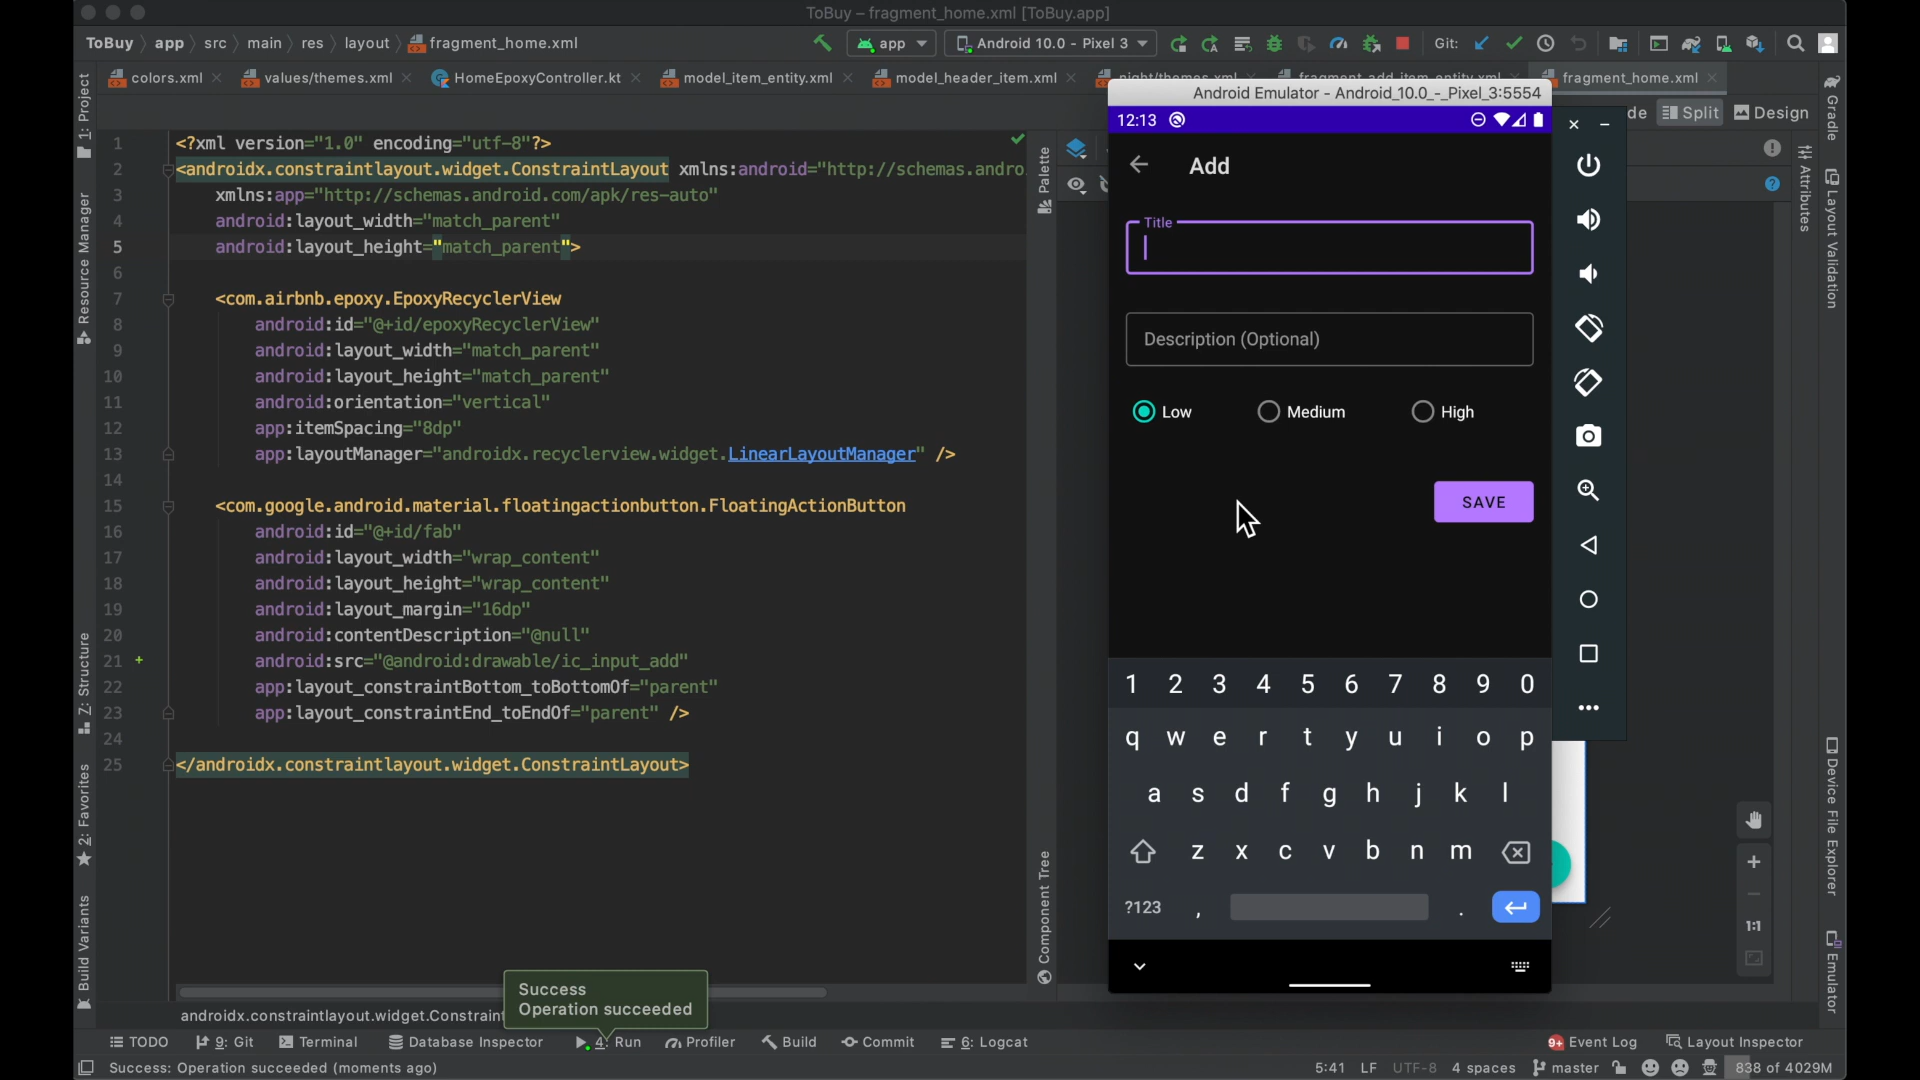 ToBuy – fragment_home.xml [ToBuy.app]
ToBuy app src main res layout fragment_home.xml
app Android 10.0 - Pixel 3 Git:
colors.xml values/themes.xml HomeEpoxyController.kt model_item_entity.xml model_header_item.xml night/themes.xml fragment_add_item_entity.xml fragment_home.xml
Split Design
1: Project
Resource Manager
Z: Structure
2: Favorites
Build Variants
1 <?xml version="1.0" encoding="utf-8"?>
2 <androidx.constraintlayout.widget.ConstraintLayout xmlns:android="http://schemas.andro
3 xmlns:app="http://schemas.android.com/apk/res-auto"
4 android:layout_width="match_parent"
5 android:layout_height="match_parent">
6
7 <com.airbnb.epoxy.EpoxyRecyclerView
8 android:id="@+id/epoxyRecyclerView"
9 android:layout_width="match_parent"
10 android:layout_height="match_parent"
11 android:orientation="vertical"
12 app:itemSpacing="8dp"
13 app:layoutManager="androidx.recyclerview.widget.LinearLayoutManager" />
14
15 <com.google.android.material.floatingactionbutton.FloatingActionButton
16 android:id="@+id/fab"
17 android:layout_width="wrap_content"
18 android:layout_height="wrap_content"
19 android:layout_margin="16dp"
20 android:contentDescription="@null"
21 + android:src="@android:drawable/ic_input_add"
22 app:layout_constraintBottom_toBottomOf="parent"
23 app:layout_constraintEnd_toEndOf="parent" />
24
25 </androidx.constraintlayout.widget.ConstraintLayout>
Palette
Component Tree
Android Emulator - Android_10.0_-_Pixel_3:5554
12:13
Add
Title
Description (Optional)
Low Medium High
SAVE
1 2 3 4 5 6 7 8 9 0
q w e r t y u i o p
a s d f g h j k l
z x c v b n m
?123 , .
1:1
Attributes
Gradle
Layout Validation
Device File Explorer
Emulator
Success
Operation succeeded
androidx.constraintlayout.widget.Constraint
TODO 9: Git Terminal Database Inspector 4: Run Profiler Build Commit 6: Logcat 9+ Event Log Layout Inspector
Success: Operation succeeded (moments ago) 5:41 LF UTF-8 4 spaces master 838 of 4029M